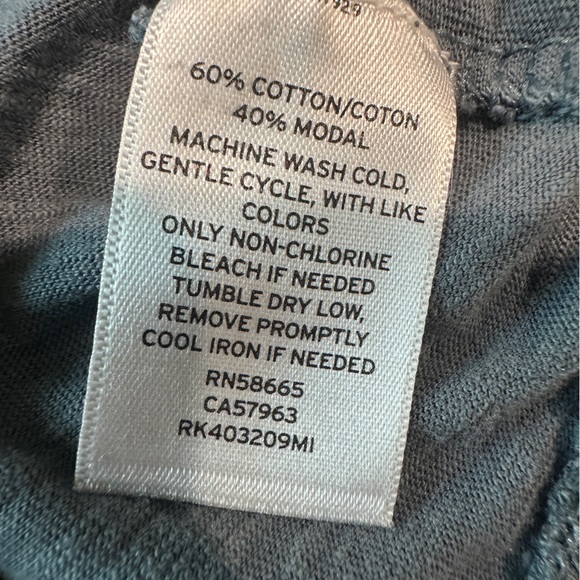 60% COTTON/COTON
40% MODAL
MACHINE WASH COLD,
GENTLE CYCLE, WITH LIKE
COLORS
ONLY NON-CHLORINE
BLEACH IF NEEDED
TUMBLE DRY LOW,
REMOVE PROMPTLY
COOL IRON IF NEEDED
RN58665
CA57963
RK403209MI